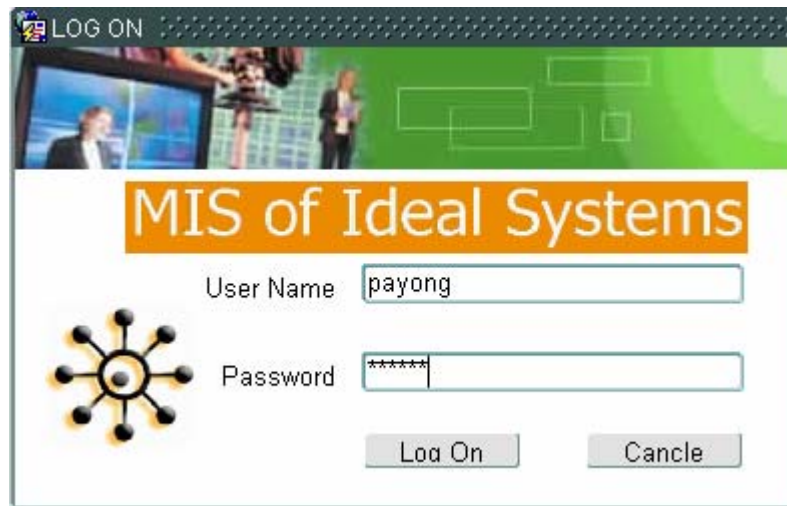 LOG ON
MIS of Ideal Systems
User Name payong
Password ******
Log On Cancle